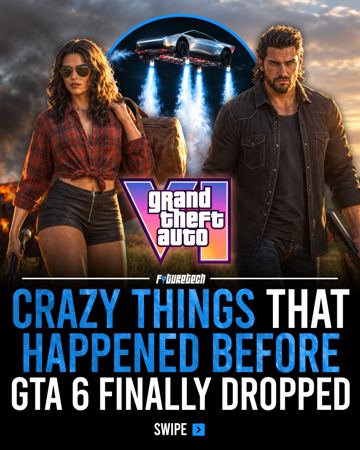 grand
theft
auto
VI
FUTURETECH
CRAZY THINGS THAT
HAPPENED BEFORE
GTA 6 FINALLY DROPPED
SWIPE